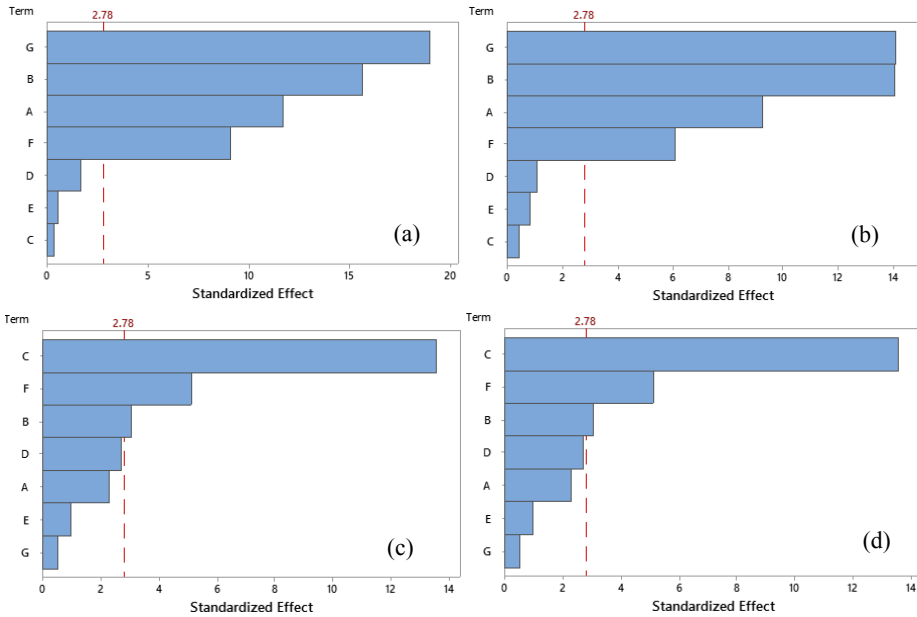 Term
2.78
G
B
A
F
D
E
C
(a)
0 5 10 15 20
Standardized Effect
Term
2.78
G
B
A
F
D
E
C
(b)
0 2 4 6 8 10 12 14
Standardized Effect
Term
2.78
C
F
B
D
A
E
G
(c)
0 2 4 6 8 10 12 14
Standardized Effect
Term
2.78
C
F
B
D
A
E
G
(d)
0 2 4 6 8 10 12 14
Standardized Effect